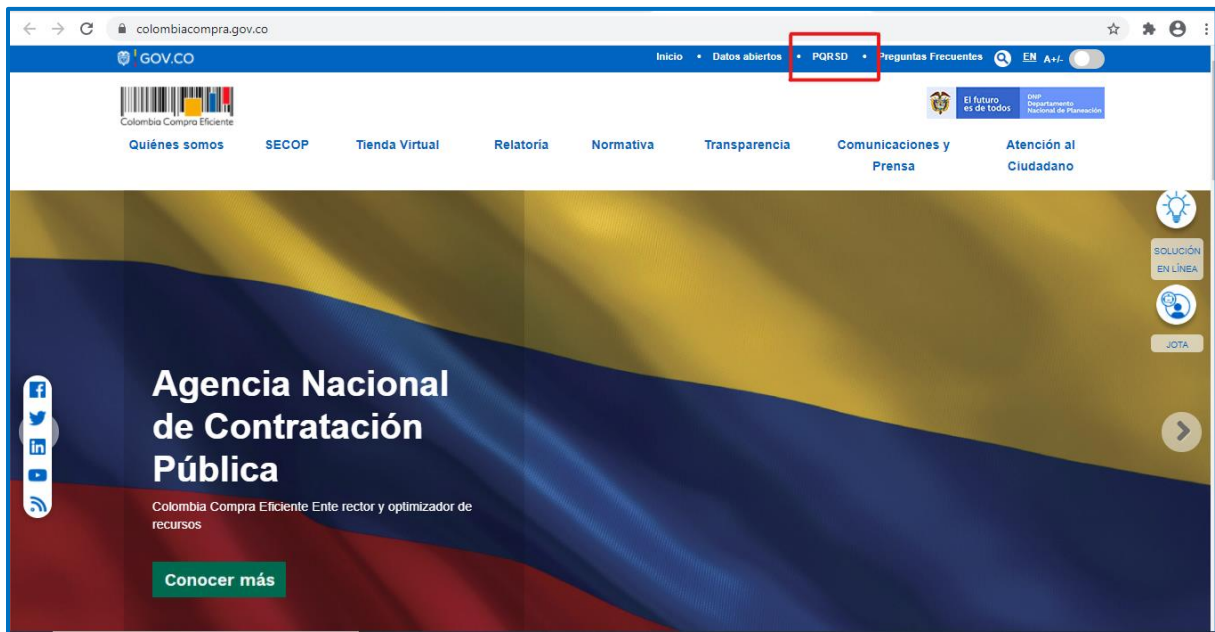 colombiacompra.gov.co
GOV.CO
Inicio • Datos abiertos • PQRSD • Preguntas Frecuentes EN A+/-
Colombia Compra Eficiente
El futuro
es de todos
DNP
Departamento
Nacional de Planeación
Quiénes somos SECOP Tienda Virtual Relatoría Normativa Transparencia Comunicaciones y
Prensa
Atención al
Ciudadano
SOLUCIÓN
EN LÍNEA
JOTA
Agencia Nacional
de Contratación
Pública
Colombia Compra Eficiente Ente rector y optimizador de
recursos
Conocer más